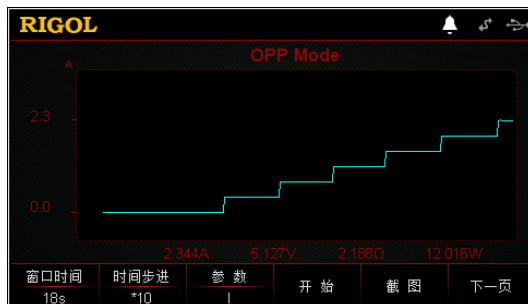 RIGOL
OPP Mode
A
2.3
0.0
2.344A 5.127V 2.188Ω 12.016W
窗口时间 时间步进 参 数 开 始 截 图 下一页
18s *10 I